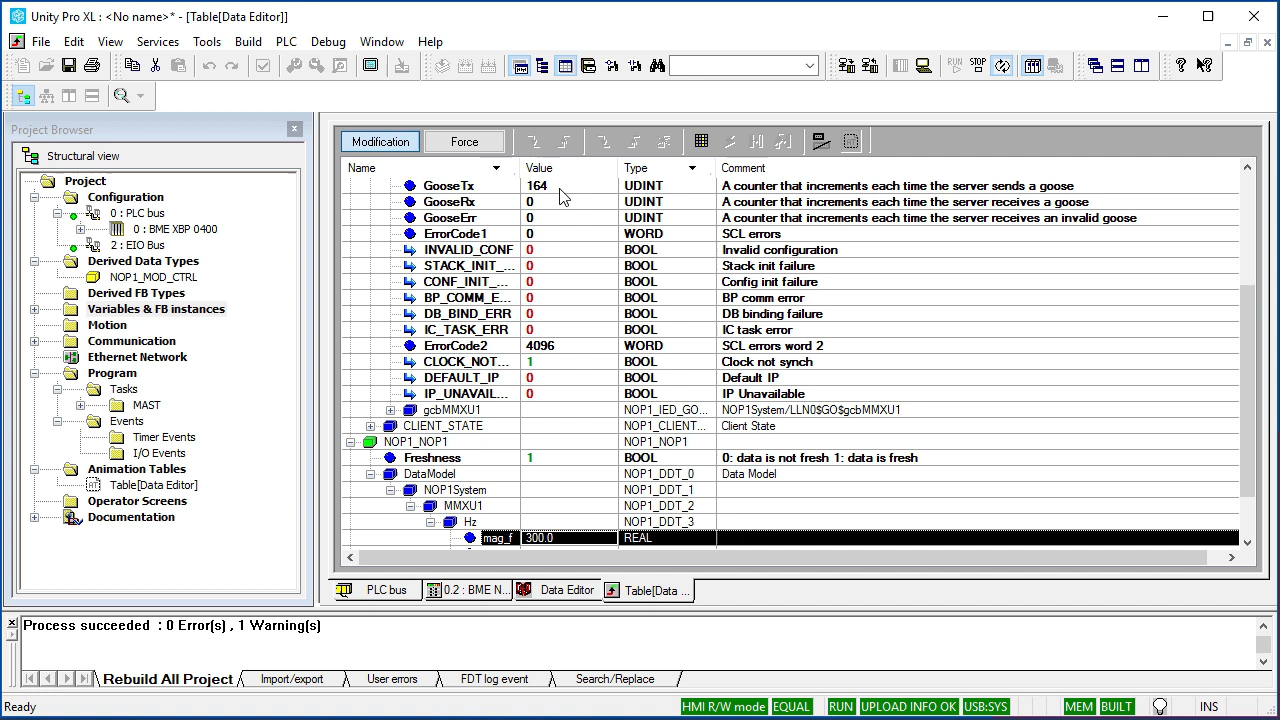 Unity Pro XL : <No name>* - [Table[Data Editor]]
File Edit View Services Tools Build PLC Debug Window Help
Project Browser
Structural view
Project
Configuration
0 : PLC bus
0 : BME XBP 0400
2 : EIO Bus
Derived Data Types
NOP1_MOD_CTRL
Derived FB Types
Variables & FB instances
Motion
Communication
Ethernet Network
Program
Tasks
MAST
Events
Timer Events
I/O Events
Animation Tables
Table[Data Editor]
Operator Screens
Documentation
Modification Force
Name Value Type Comment
GooseTx 164 UDINT A counter that increments each time the server sends a goose
GooseRx 0 UDINT A counter that increments each time the server receives a goose
GooseErr 0 UDINT A counter that increments each time the server receives an invalid goose
ErrorCode1 0 WORD SCL errors
INVALID_CONF 0 BOOL Invalid configuration
STACK_INIT_... 0 BOOL Stack init failure
CONF_INIT_... 0 BOOL Config init failure
BP_COMM_E... 0 BOOL BP comm error
DB_BIND_ERR 0 BOOL DB binding failure
IC_TASK_ERR 0 BOOL IC task error
ErrorCode2 4096 WORD SCL errors word 2
CLOCK_NOT... 1 BOOL Clock not synch
DEFAULT_IP 0 BOOL Default IP
IP_UNAVAIL... 0 BOOL IP Unavailable
gcbMMXU1 NOP1_IED_GO... NOP1System/LLN0$GO$gcbMMXU1
CLIENT_STATE NOP1_CLIENT... Client State
NOP1_NOP1 NOP1_NOP1
Freshness 1 BOOL 0: data is not fresh 1: data is fresh
DataModel NOP1_DDT_0 Data Model
NOP1System NOP1_DDT_1
MMXU1 NOP1_DDT_2
Hz NOP1_DDT_3
mag_f 300.0 REAL
PLC bus 0.2 : BME N... Data Editor Table[Data ...
Process succeeded : 0 Error(s) , 1 Warning(s)
Rebuild All Project Import/export User errors FDT log event Search/Replace
Ready HMI R/W mode EQUAL RUN UPLOAD INFO OK USB:SYS MEM BUILT INS